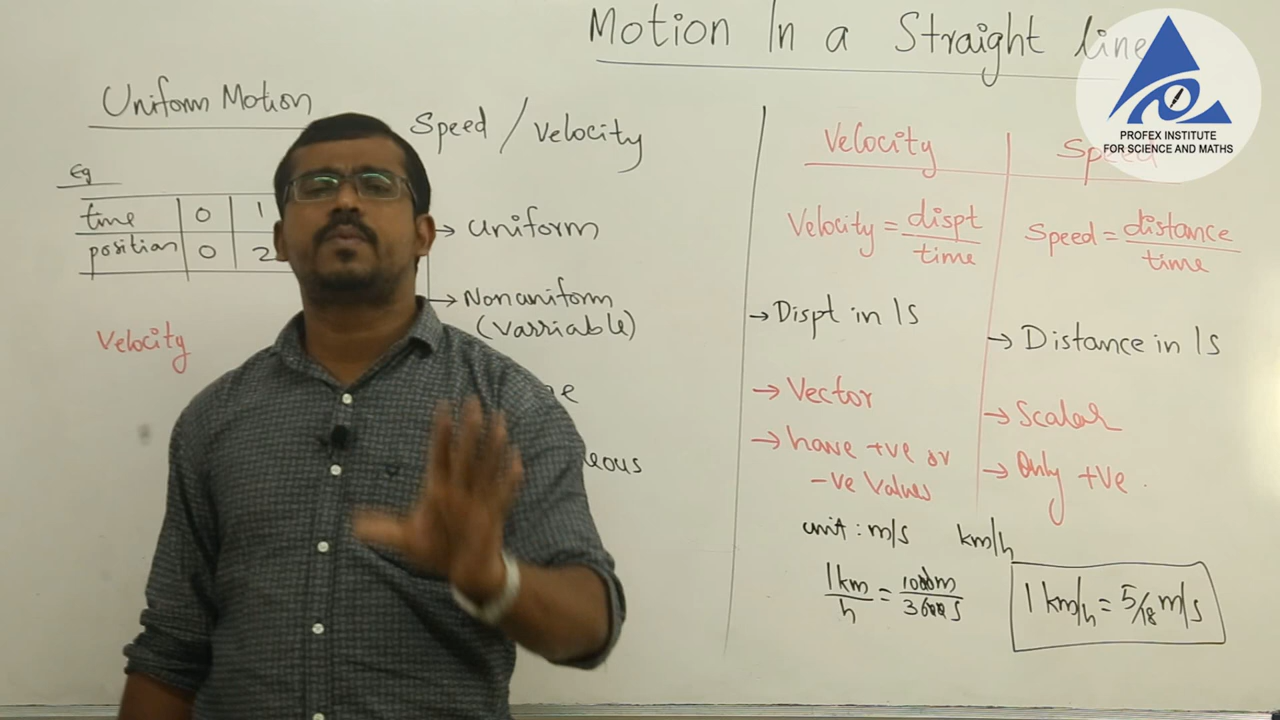 Motion In a Straight line
PROFEX INSTITUTE
FOR SCIENCE AND MATHS
Uniform Motion
Eg
time 0 1
position 0 2
Velocity
Speed / Velocity
→ Uniform
→ Nonuniform
(Varriable)
Velocity
Velocity = dispt / time
→ Dispt in 1s
→ Vector
→ have +ve or
-ve Values
Speed
Speed = distance / time
→ Distance in 1s
→ Scalar
→ Only +ve
unit : m/s km/h
1km / h = 1000m / 3600s
1 km/h = 5/18 m/s